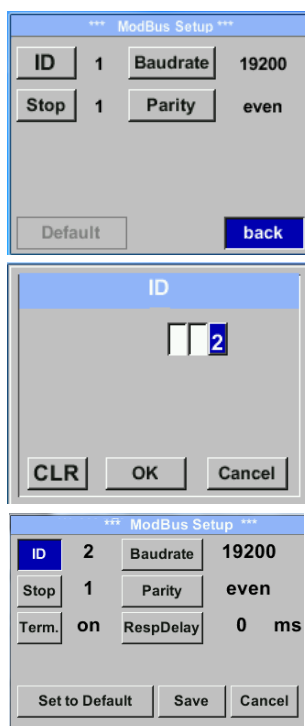 *** ModBus Setup ***
ID 1 Baudrate 19200
Stop 1 Parity even
Default back
ID
2
CLR OK Cancel
*** ModBus Setup ***
ID 2 Baudrate 19200
Stop 1 Parity even
Term. on RespDelay 0 ms
Set to Default Save Cancel